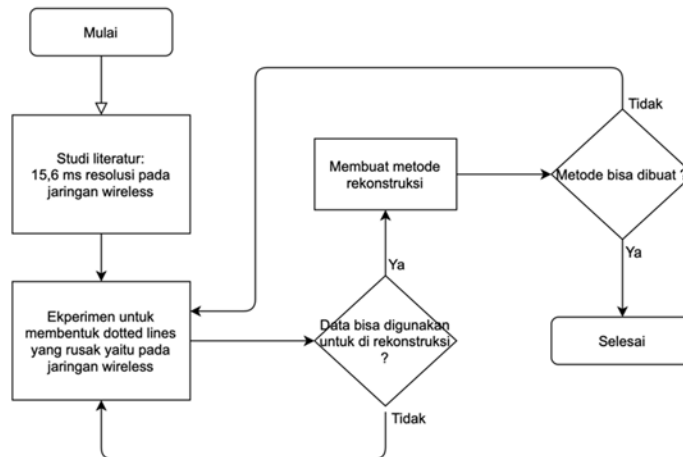 Mulai
Studi literatur:
15,6 ms resolusi pada
jaringan wireless
Ekperimen untuk
membentuk dotted lines
yang rusak yaitu pada
jaringan wireless
Data bisa digunakan
untuk di rekonstruksi
?
Tidak
Ya
Membuat metode
rekonstruksi
Metode bisa dibuat ?
Tidak
Ya
Selesai